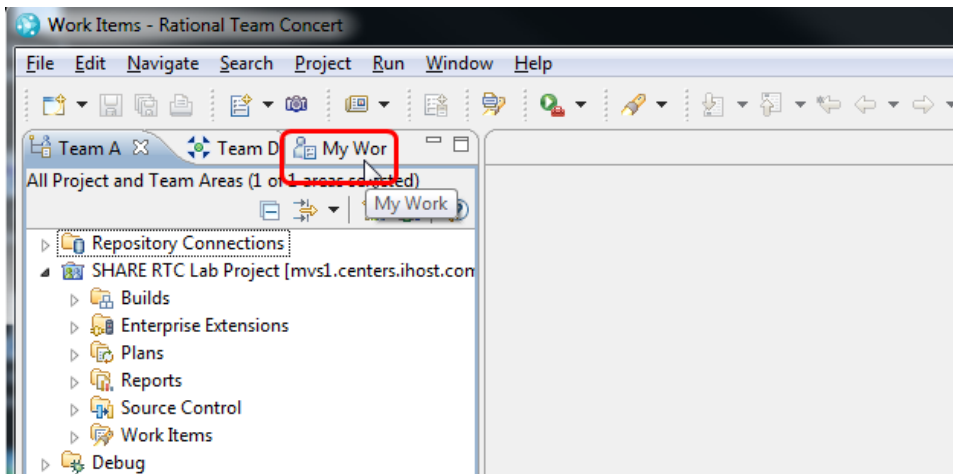 Work Items - Rational Team Concert
File Edit Navigate Search Project Run Window Help
Team A Team D My Wor
All Project and Team Areas (1 of 1 areas selected)
My Work
Repository Connections
SHARE RTC Lab Project [mvs1.centers.ihost.com
Builds
Enterprise Extensions
Plans
Reports
Source Control
Work Items
Debug